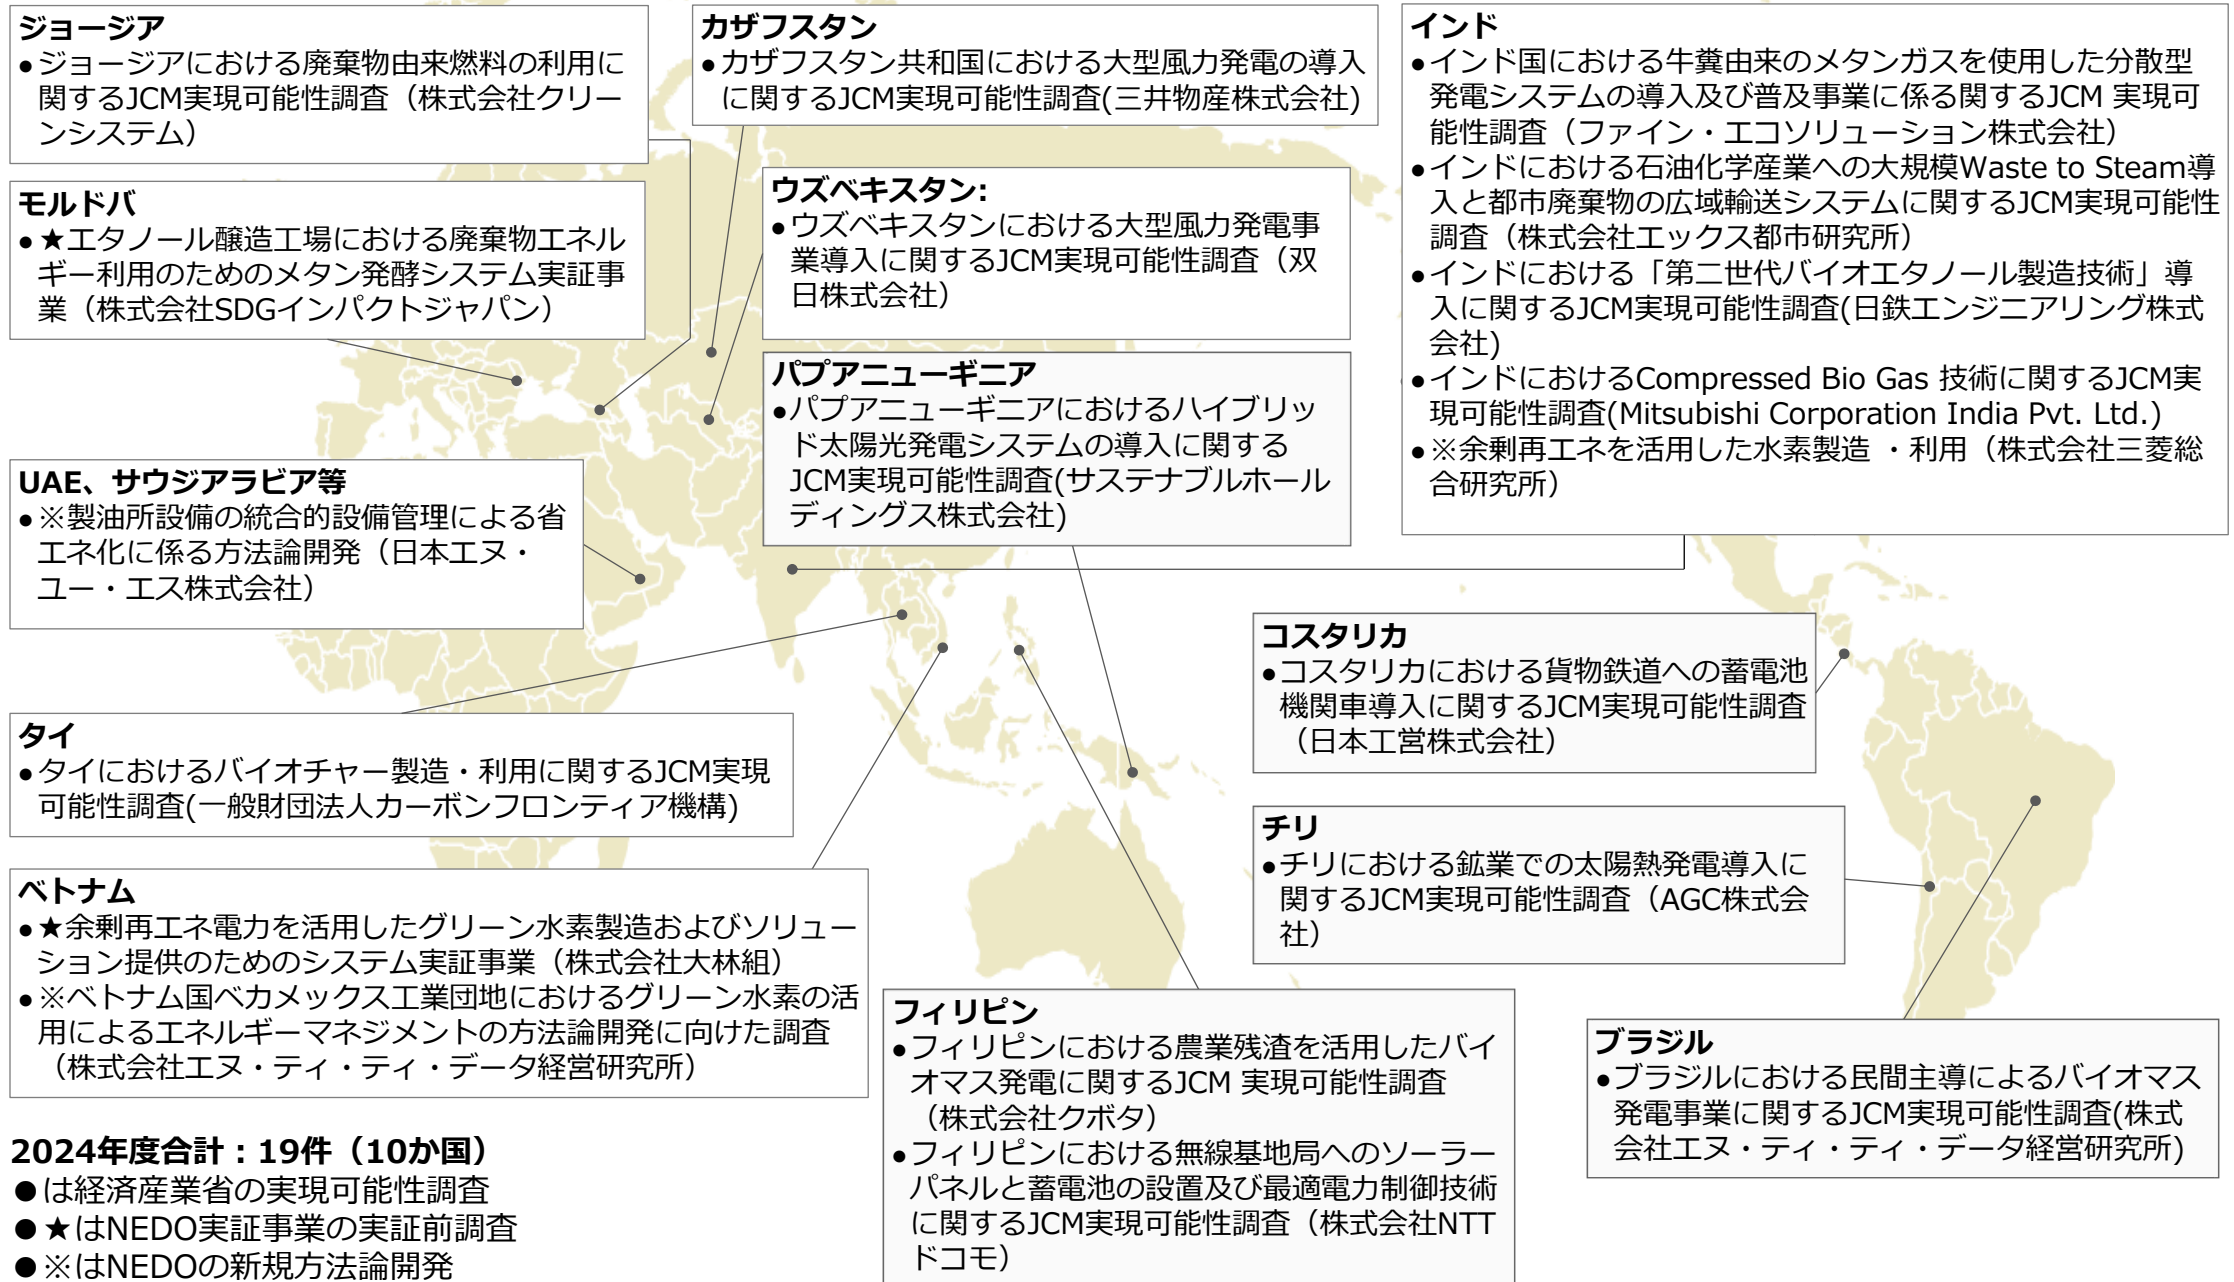 ジョージア
●ジョージアにおける廃棄物由来燃料の利用に
関するJCM実現可能性調査（株式会社クリー
ンシステム）
モルドバ
●★エタノール醸造工場における廃棄物エネル
ギー利用のためのメタン発酵システム実証事
業（株式会社SDGインパクトジャパン）
UAE、サウジアラビア等
●※製油所設備の統合的設備管理による省
エネ化に係る方法論開発（日本エヌ・
ユー・エス株式会社）
タイ
●タイにおけるバイオチャー製造・利用に関するJCM実現
可能性調査(一般財団法人カーボンフロンティア機構)
ベトナム
●★余剰再エネ電力を活用したグリーン水素製造およびソリュー
ション提供のためのシステム実証事業（株式会社大林組）
●※ベトナム国ベカメックス工業団地におけるグリーン水素の活
用によるエネルギーマネジメントの方法論開発に向けた調査
（株式会社エヌ・ティ・ティ・データ経営研究所）
2024年度合計：19件（10か国）
●は経済産業省の実現可能性調査
●★はNEDO実証事業の実証前調査
●※はNEDOの新規方法論開発
カザフスタン
●カザフスタン共和国における大型風力発電の導入
に関するJCM実現可能性調査(三井物産株式会社)
ウズベキスタン:
●ウズベキスタンにおける大型風力発電事
業導入に関するJCM実現可能性調査（双
日株式会社）
パプアニューギニア
●パプアニューギニアにおけるハイブリッ
ド太陽光発電システムの導入に関する
JCM実現可能性調査(サステナブルホール
ディングス株式会社)
フィリピン
●フィリピンにおける農業残渣を活用したバイ
オマス発電に関するJCM 実現可能性調査
（株式会社クボタ）
●フィリピンにおける無線基地局へのソーラー
パネルと蓄電池の設置及び最適電力制御技術
に関するJCM実現可能性調査（株式会社NTT
ドコモ）
インド
●インド国における牛糞由来のメタンガスを使用した分散型
発電システムの導入及び普及事業に係る関するJCM 実現可
能性調査（ファイン・エコソリューション株式会社）
●インドにおける石油化学産業への大規模Waste to Steam導
入と都市廃棄物の広域輸送システムに関するJCM実現可能性
調査（株式会社エックス都市研究所）
●インドにおける「第二世代バイオエタノール製造技術」導
入に関するJCM実現可能性調査(日鉄エンジニアリング株式
会社)
●インドにおけるCompressed Bio Gas 技術に関するJCM実
現可能性調査(Mitsubishi Corporation India Pvt. Ltd.)
●※余剰再エネを活用した水素製造 ・利用（株式会社三菱総
合研究所）
コスタリカ
●コスタリカにおける貨物鉄道への蓄電池
機関車導入に関するJCM実現可能性調査
（日本工営株式会社）
チリ
●チリにおける鉱業での太陽熱発電導入に
関するJCM実現可能性調査（AGC株式会
社）
ブラジル
●ブラジルにおける民間主導によるバイオマス
発電事業に関するJCM実現可能性調査(株式
会社エヌ・ティ・ティ・データ経営研究所)